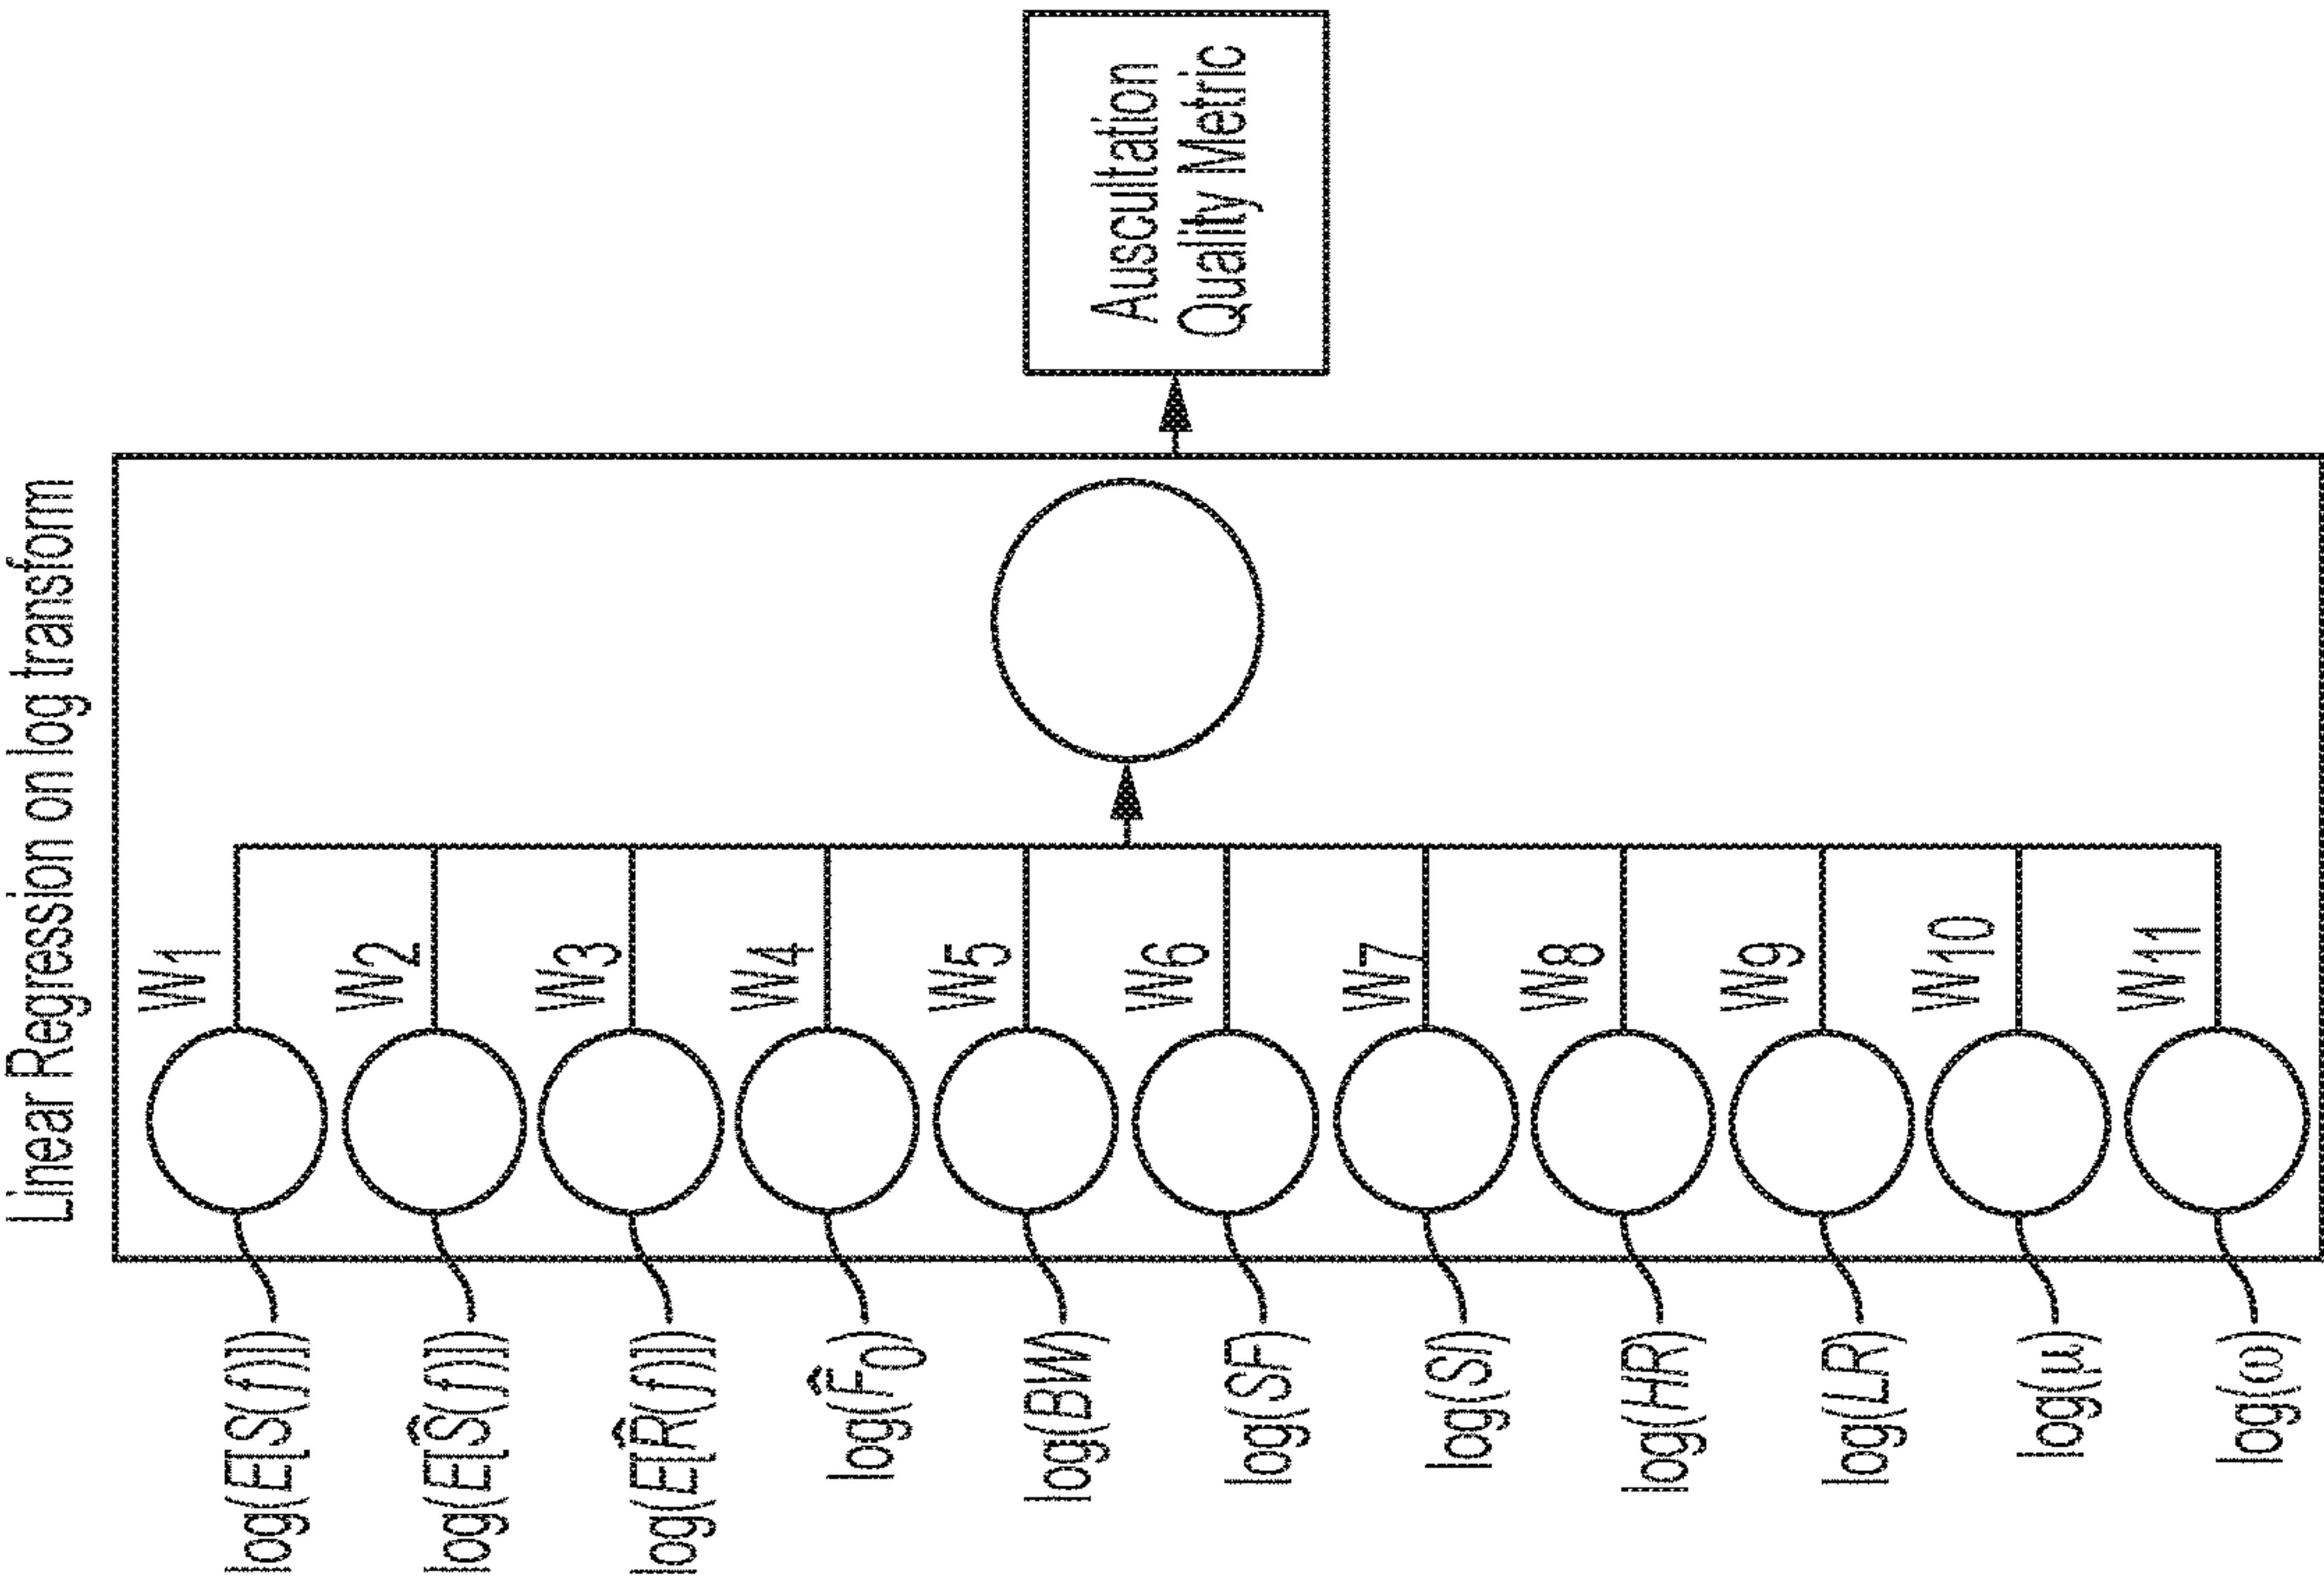 Linear Regression on log transform
log(E[S(f)])
log(E[Ŝ(f)])
log(E[R̂(f)])
log(F̂₀)
log(BW)
log(SF)
log(SI)
log(HR)
log(LR)
log(μ)
log(ω)
W₁
W₂
W₃
W₄
W₅
W₆
W₇
W₈
W₉
W₁₀
W₁₁
Auscultation
Quality Metric